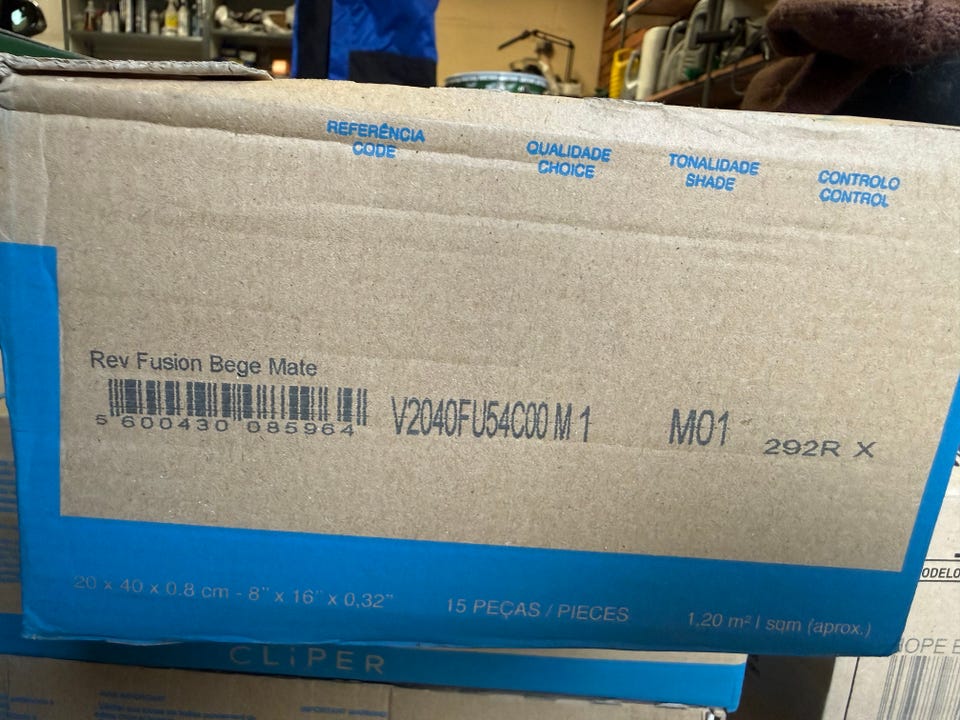 REFERÊNCIA
CODE
QUALIDADE
CHOICE
TONALIDADE
SHADE
CONTROLO
CONTROL
Rev Fusion Bege Mate
5 600430 085964
V2040FU54C00 M 1
M01
292R X
20 x 40 x 0.8 cm - 8" x 16" x 0,32"
15 PEÇAS / PIECES
1,20 m² | sqm (aprox.)
CLiPER